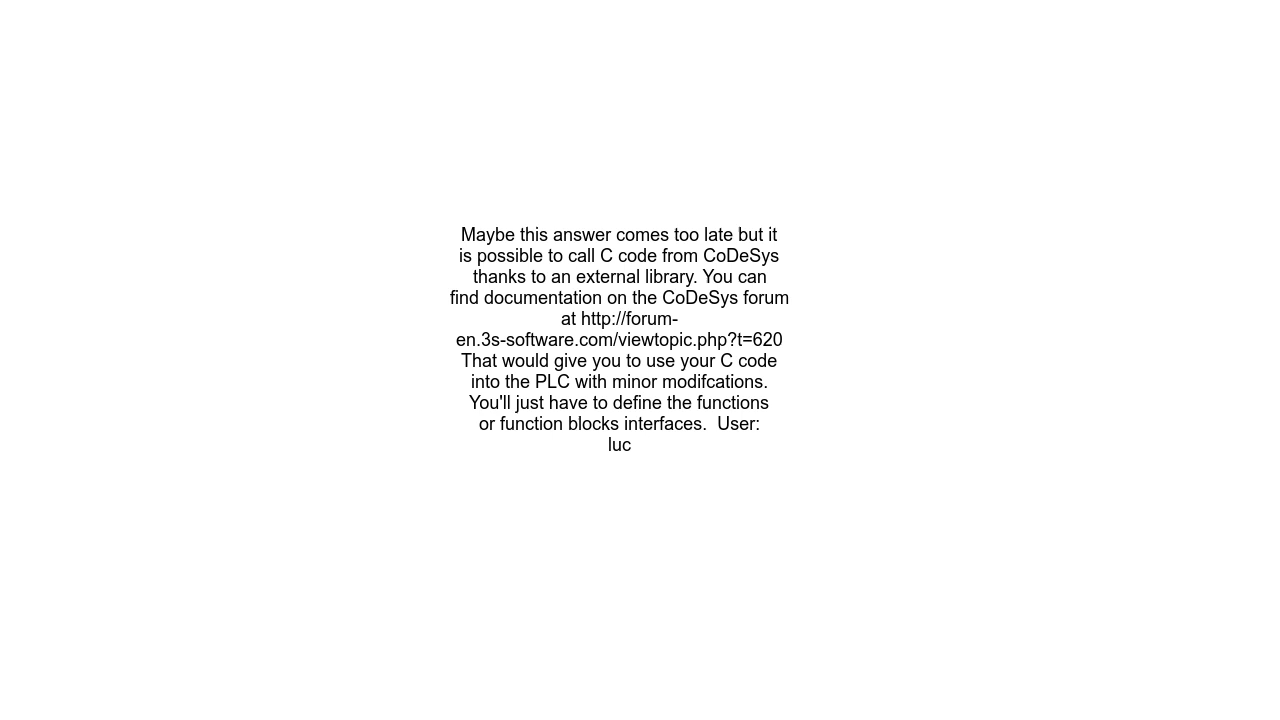 Maybe this answer comes too late but it
is possible to call C code from CoDeSys
thanks to an external library. You can
find documentation on the CoDeSys forum
at http://forum-
en.3s-software.com/viewtopic.php?t=620
That would give you to use your C code
into the PLC with minor modifcations.
You'll just have to define the functions
or function blocks interfaces.  User:
luc